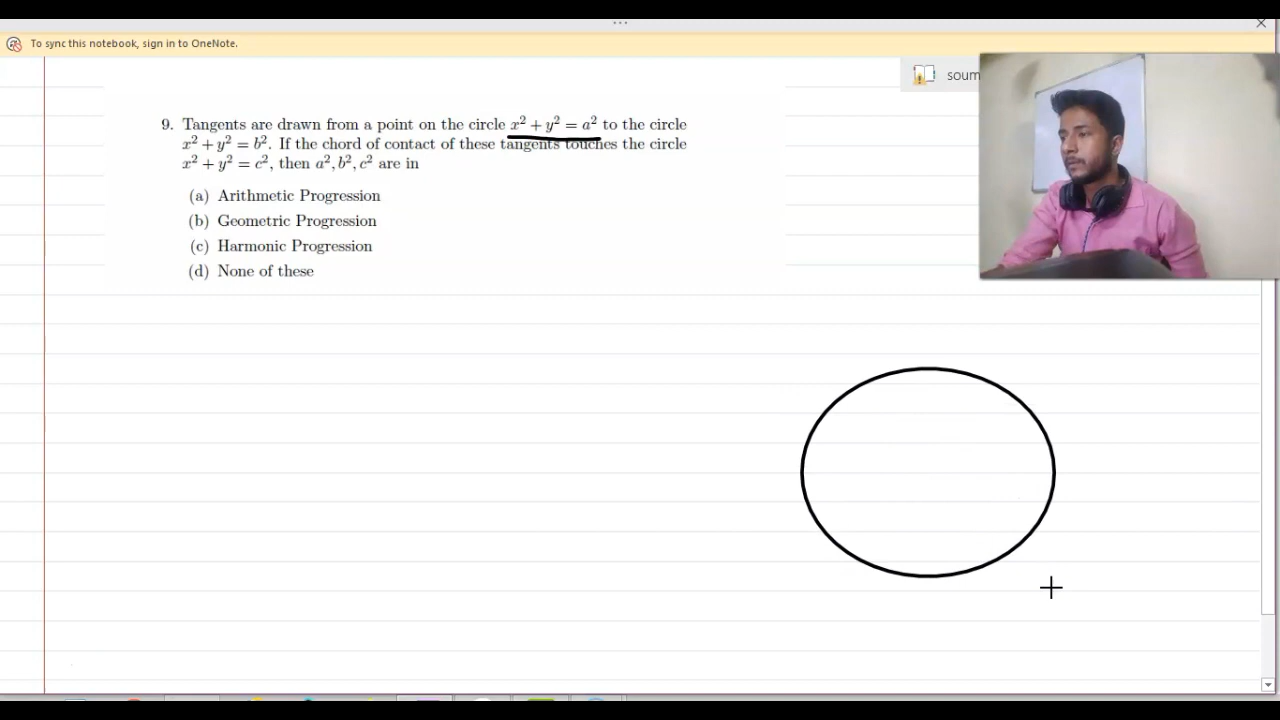 To sync this notebook, sign in to OneNote.
soum
9. Tangents are drawn from a point on the circle x² + y² = a² to the circle
x² + y² = b². If the chord of contact of these tangents touches the circle
x² + y² = c², then a², b², c² are in
(a) Arithmetic Progression
(b) Geometric Progression
(c) Harmonic Progression
(d) None of these